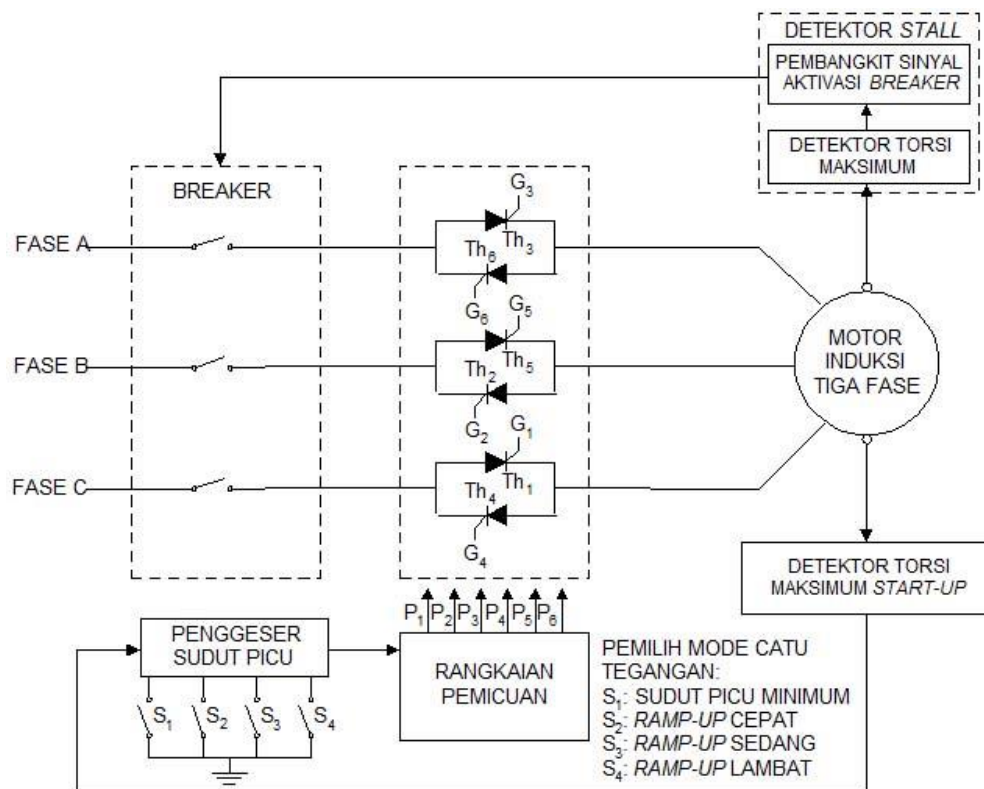 DETEKTOR STALL
PEMBANGKIT SINYAL
AKTIVASI BREAKER
DETEKTOR TORSI
MAKSIMUM
BREAKER
FASE A
G3
Th6
Th3
G6
G5
FASE B
Th2
Th5
G2
G1
FASE C
Th4
Th1
G4
MOTOR
INDUKSI
TIGA FASE
DETEKTOR TORSI
MAKSIMUM START-UP
P1 P2 P3 P4 P5 P6
PENGGESER
SUDUT PICU
S1 S2 S3 S4
RANGKAIAN
PEMICUAN
PEMILIH MODE CATU
TEGANGAN:
S1: SUDUT PICU MINIMUM
S2: RAMP-UP CEPAT
S3: RAMP-UP SEDANG
S4: RAMP-UP LAMBAT